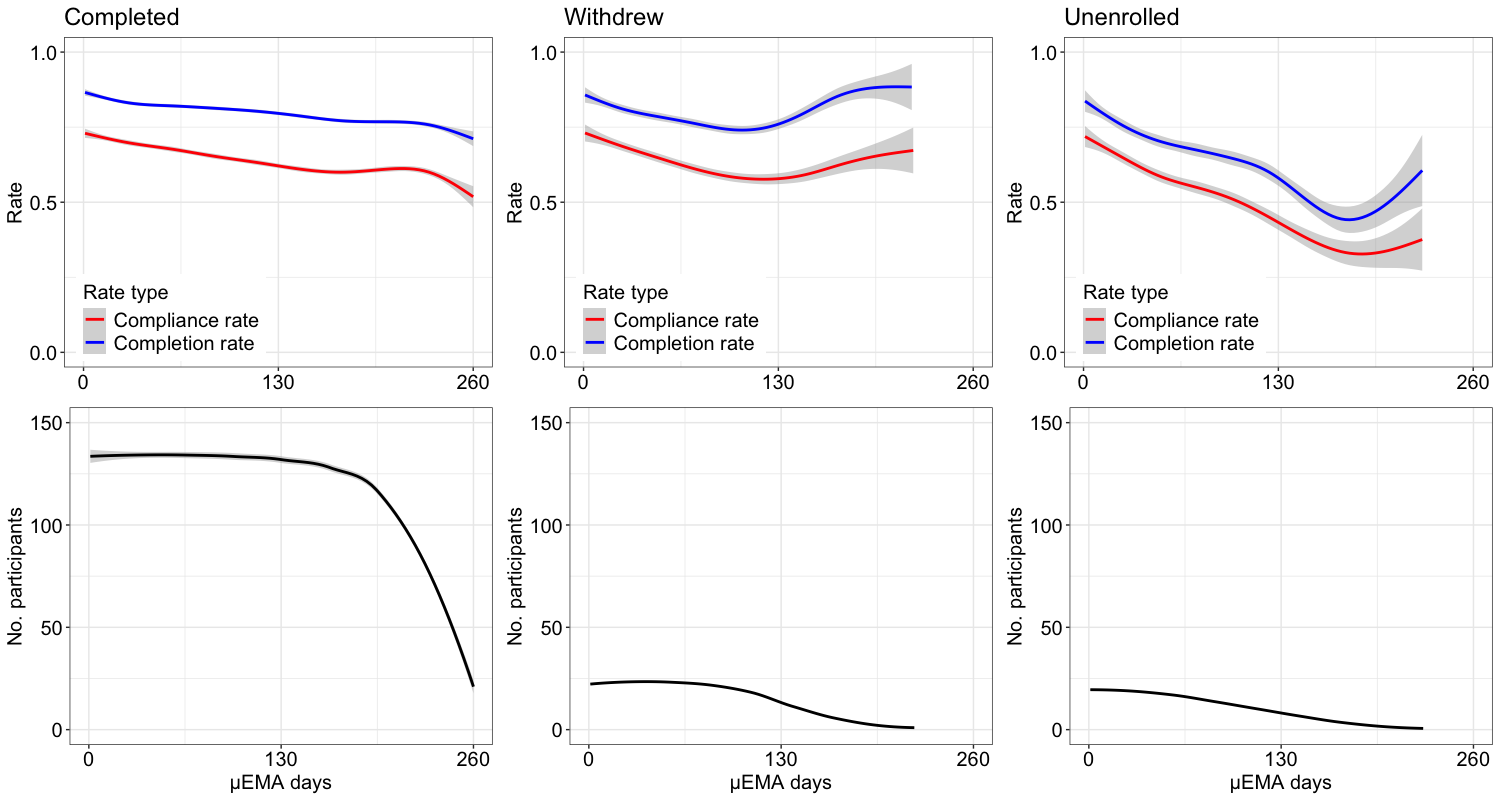 Completed
Withdrew
Unenrolled
1.0
0.5
0.0
Rate
Rate type
Compliance rate
Completion rate
0 130 260
1.0
0.5
0.0
Rate
Rate type
Compliance rate
Completion rate
0 130 260
1.0
0.5
0.0
Rate
Rate type
Compliance rate
Completion rate
0 130 260
150
100
50
0
No. participants
0 130 260
µEMA days
150
100
50
0
No. participants
0 130 260
µEMA days
150
100
50
0
No. participants
0 130 260
µEMA days